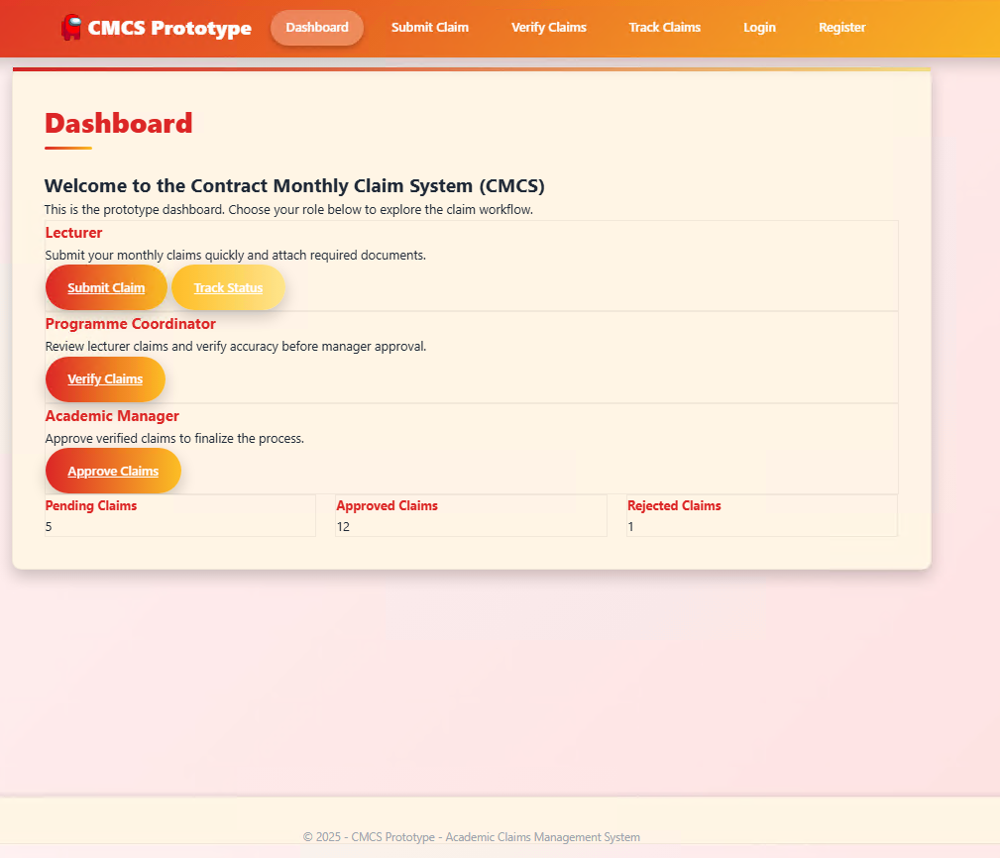 CMCS Prototype Dashboard Submit Claim Verify Claims Track Claims Login Register
Dashboard
Welcome to the Contract Monthly Claim System (CMCS)
This is the prototype dashboard. Choose your role below to explore the claim workflow.
Lecturer
Submit your monthly claims quickly and attach required documents.
Submit Claim Track Status
Programme Coordinator
Review lecturer claims and verify accuracy before manager approval.
Verify Claims
Academic Manager
Approve verified claims to finalize the process.
Approve Claims
Pending Claims Approved Claims Rejected Claims
5 12 1
© 2025 - CMCS Prototype - Academic Claims Management System